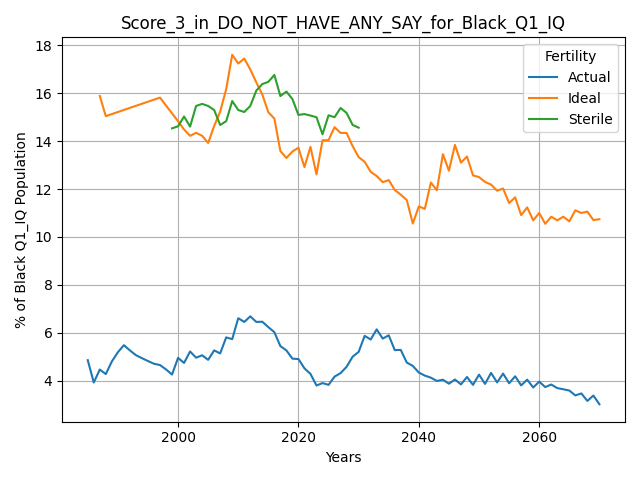 Score_3_in_DO_NOT_HAVE_ANY_SAY_for_Black_Q1_IQ
Fertility
Actual
Ideal
Sterile
% of Black Q1_IQ Population
18
16
14
12
10
8
6
4
2000
2020
2040
2060
Years